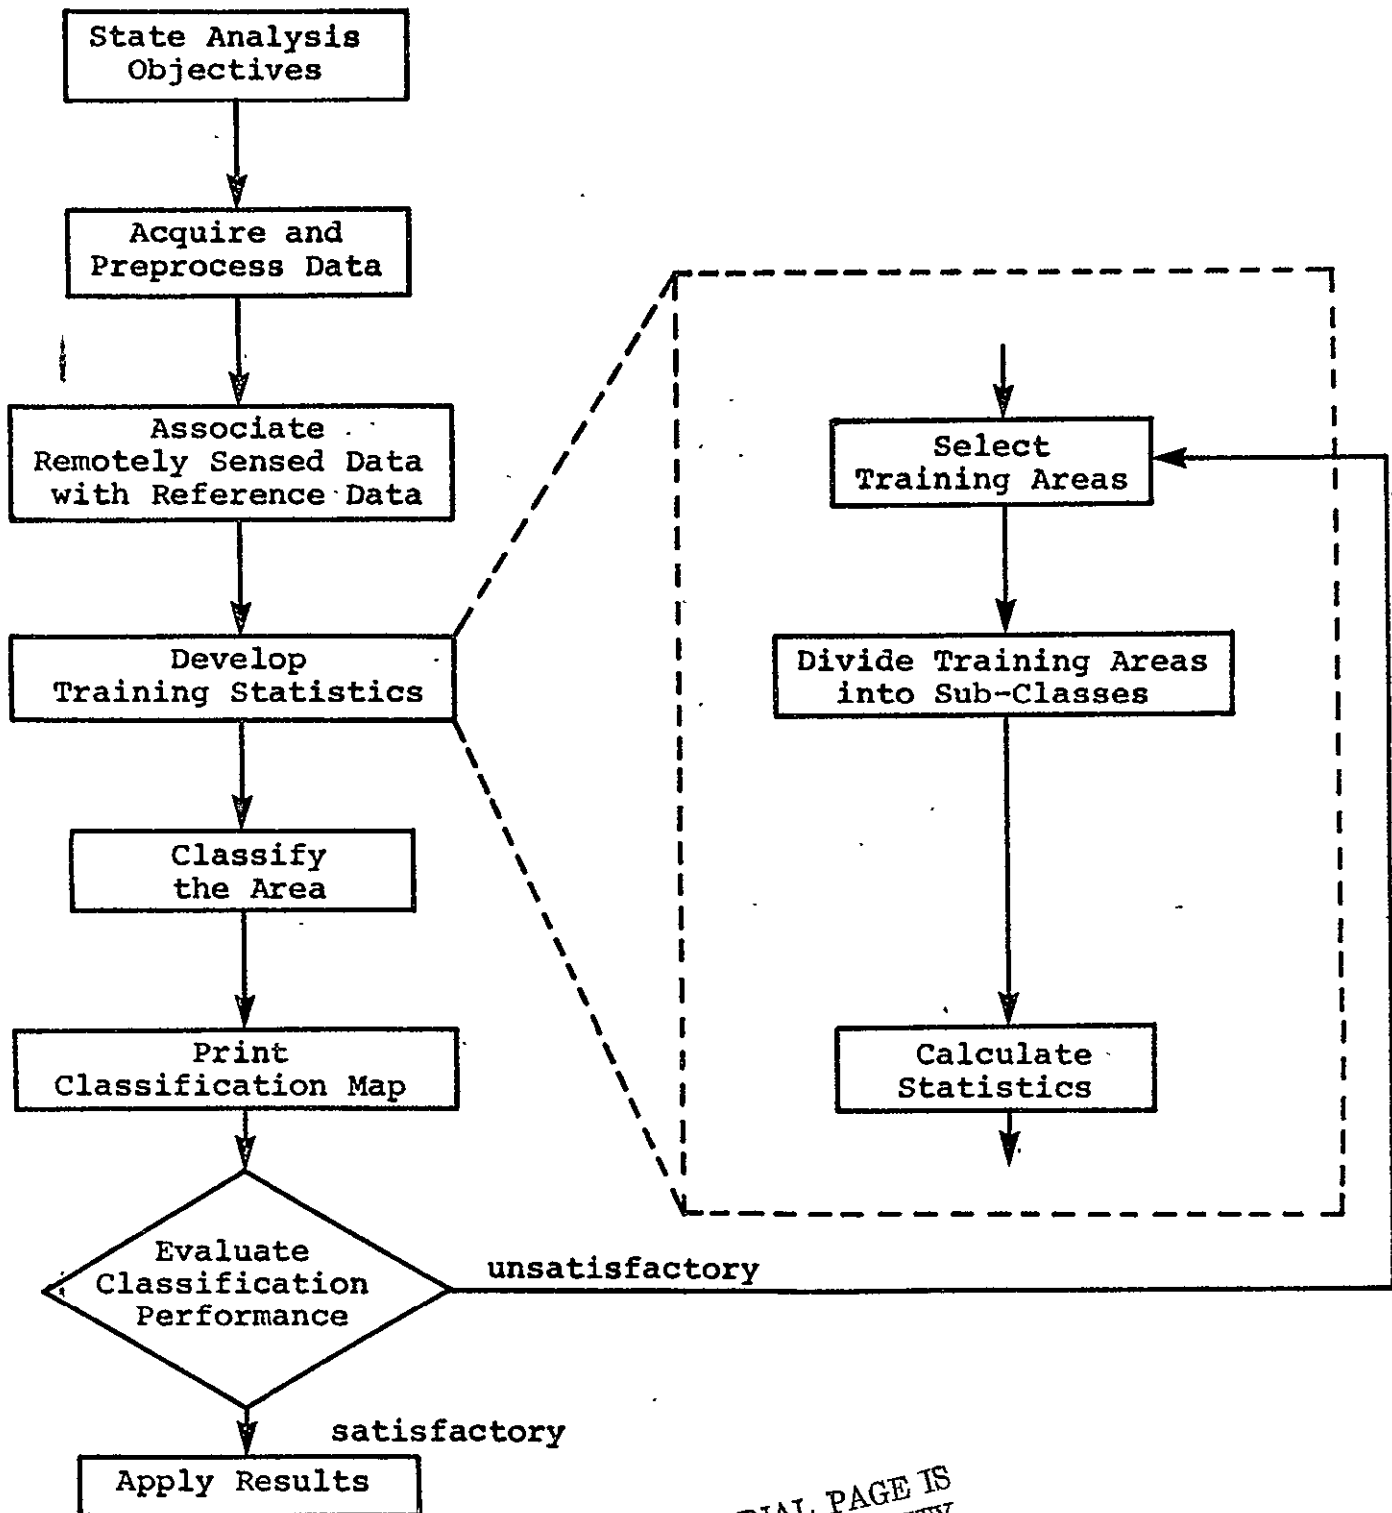 State Analysis
Objectives
Acquire and
Preprocess Data
Associate
Remotely Sensed Data
with Reference Data
Develop
Training Statistics
Classify
the Area
Print
Classification Map
Evaluate
Classification
Performance
unsatisfactory
satisfactory
Apply Results
Select
Training Areas
Divide Training Areas
into Sub-Classes
Calculate
Statistics
PAGE IS